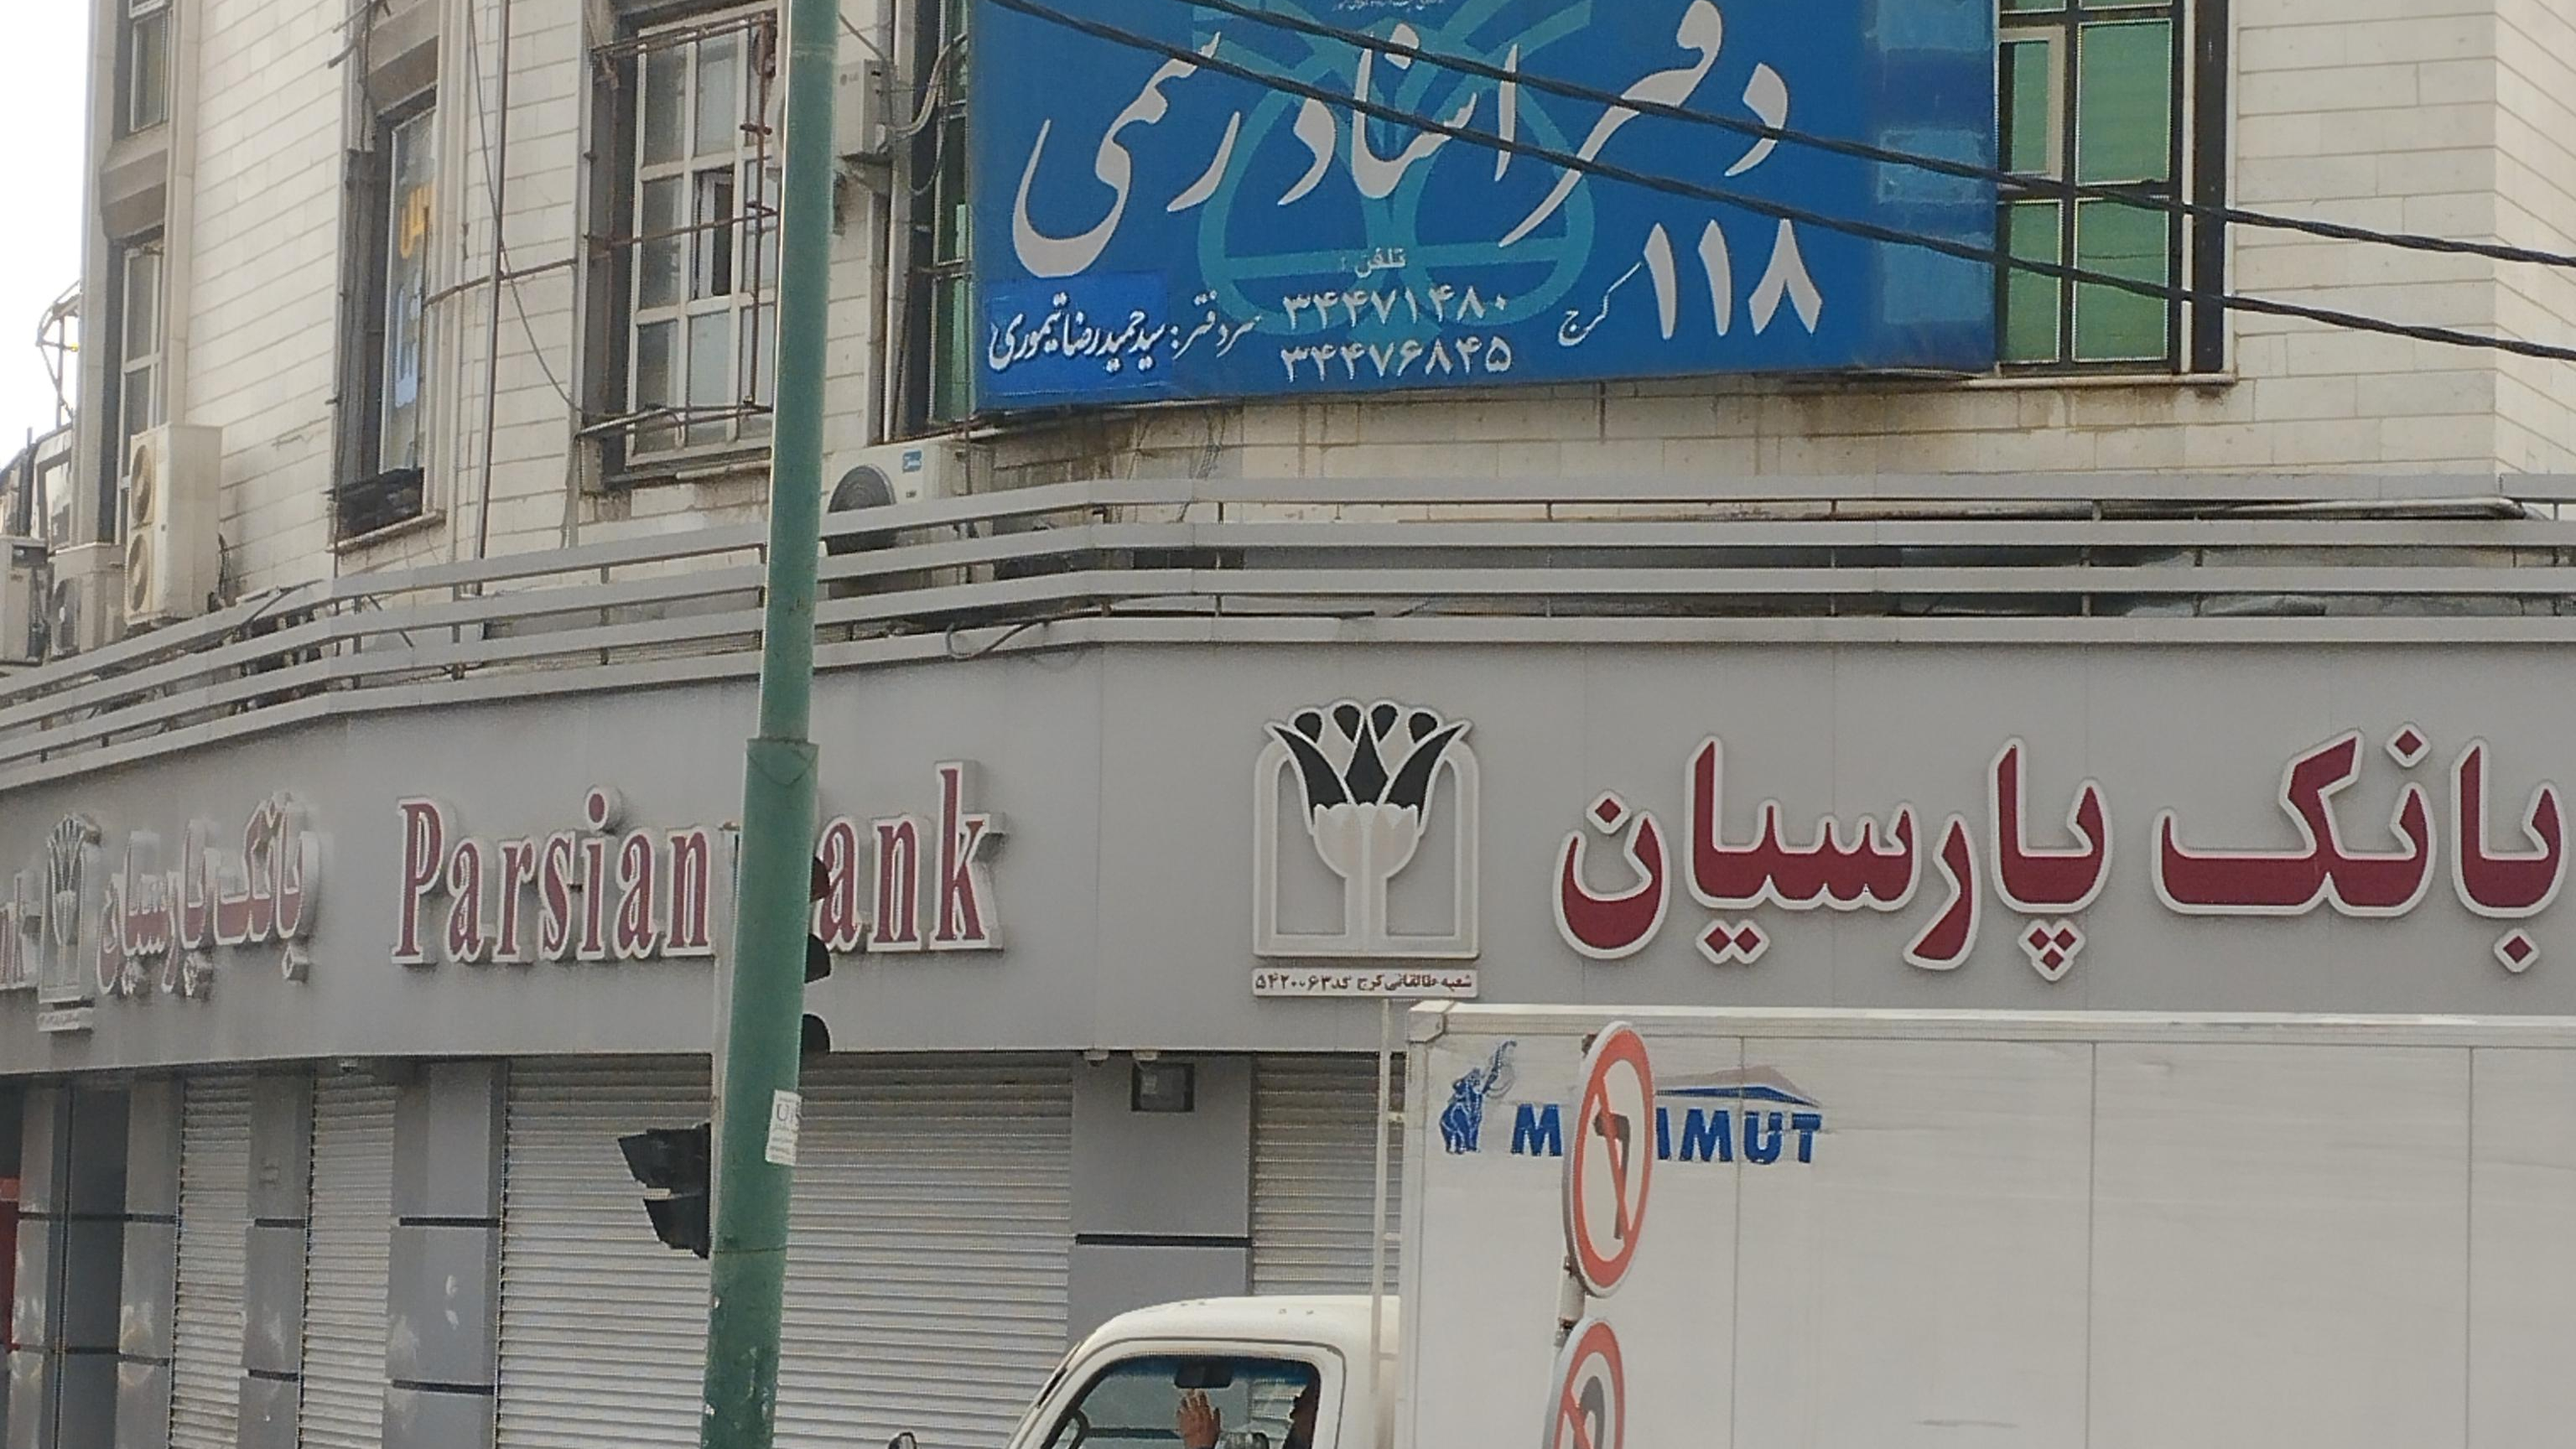 دفتر اسناد رسمی
۱۱۸ کرج
تلفن :
۳۴۴۷۱۴۸۰
۳۴۴۷۶۸۴۵
سردفتر : سید حمیدرضا تیموری
بانک پارسیان
شعبه طالقانی کرج کد ۵۴۲۰۰۶۳
Parsian ank
بانک پارسیان
nk
M IMUT